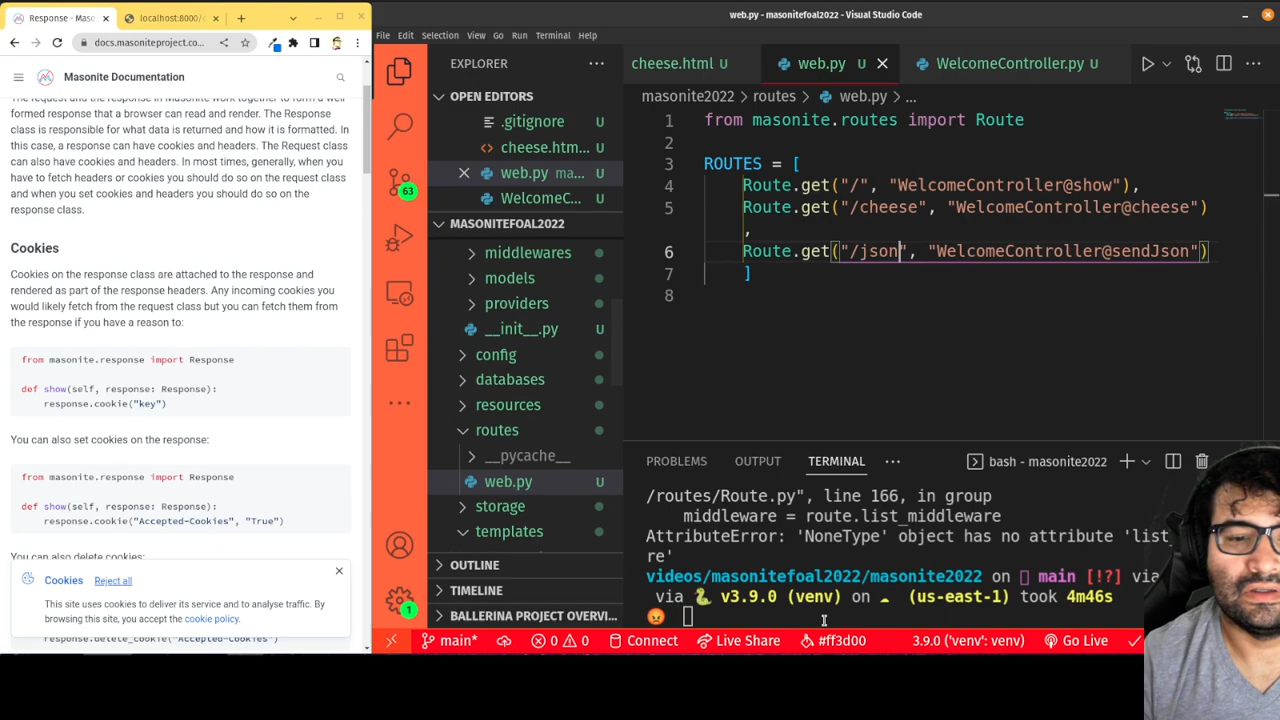 Response - Maso
localhost:8000/
web.py - masonitefoal2022 - Visual Studio Code
docs.masoniteproject.co...
File Edit Selection View Go Run Terminal Help
Masonite Documentation
The request and the response in Masonite work together to form a well
formed response that a browser can read and render. The Response
class is responsible for what data is returned and how it is formatted. In
this case, a response can have cookies and headers. The Request class
can also have cookies and headers. In most times, generally, when you
have to fetch headers or cookies you should do so on the request class
and when you set cookies and headers you should do so on the
response class.
Cookies
Cookies on the response class are attached to the response and
rendered as part of the response headers. Any incoming cookies you
would likely fetch from the request class but you can fetch them from
the response if you have a reason to:
from masonite.response import Response
def show(self, response: Response):
response.cookie("key")
You can also set cookies on the response:
from masonite.response import Response
def show(self, response: Response):
response.cookie("Accepted-Cookies", "True")
You can also delete cookies:
Cookies Reject all
This site uses cookies to deliver its service and to analyse traffic. By
browsing this site, you accept the cookie policy.
response.delete_cookie("Accepted-Cookies")
EXPLORER
OPEN EDITORS
.gitignore U
cheese.htm... U
web.py ma... U
WelcomeC... U
MASONITEFOAL2022
middlewares
models
providers
__init__.py U
config
databases
resources
routes
__pycache__
web.py U
storage
templates
OUTLINE
TIMELINE
BALLERINA PROJECT OVERVI...
63
1
cheese.html U
web.py U
WelcomeController.py U
masonite2022 > routes > web.py > ...
1 from masonite.routes import Route
2
3 ROUTES = [
4 Route.get("/", "WelcomeController@show"),
5 Route.get("/cheese", "WelcomeController@cheese")
,
6 Route.get("/json", "WelcomeController@sendJson")
7 ]
8
PROBLEMS OUTPUT TERMINAL
bash - masonite2022
/routes/Route.py", line 166, in group
middleware = route.list_middleware
AttributeError: 'NoneType' object has no attribute 'list_
re'
videos/masonitefoal2022/masonite2022 on main [!?] via
via v3.9.0 (venv) on (us-east-1) took 4m46s
main* 0 0 Connect Live Share #ff3d00 3.9.0 ('venv': venv) Go Live